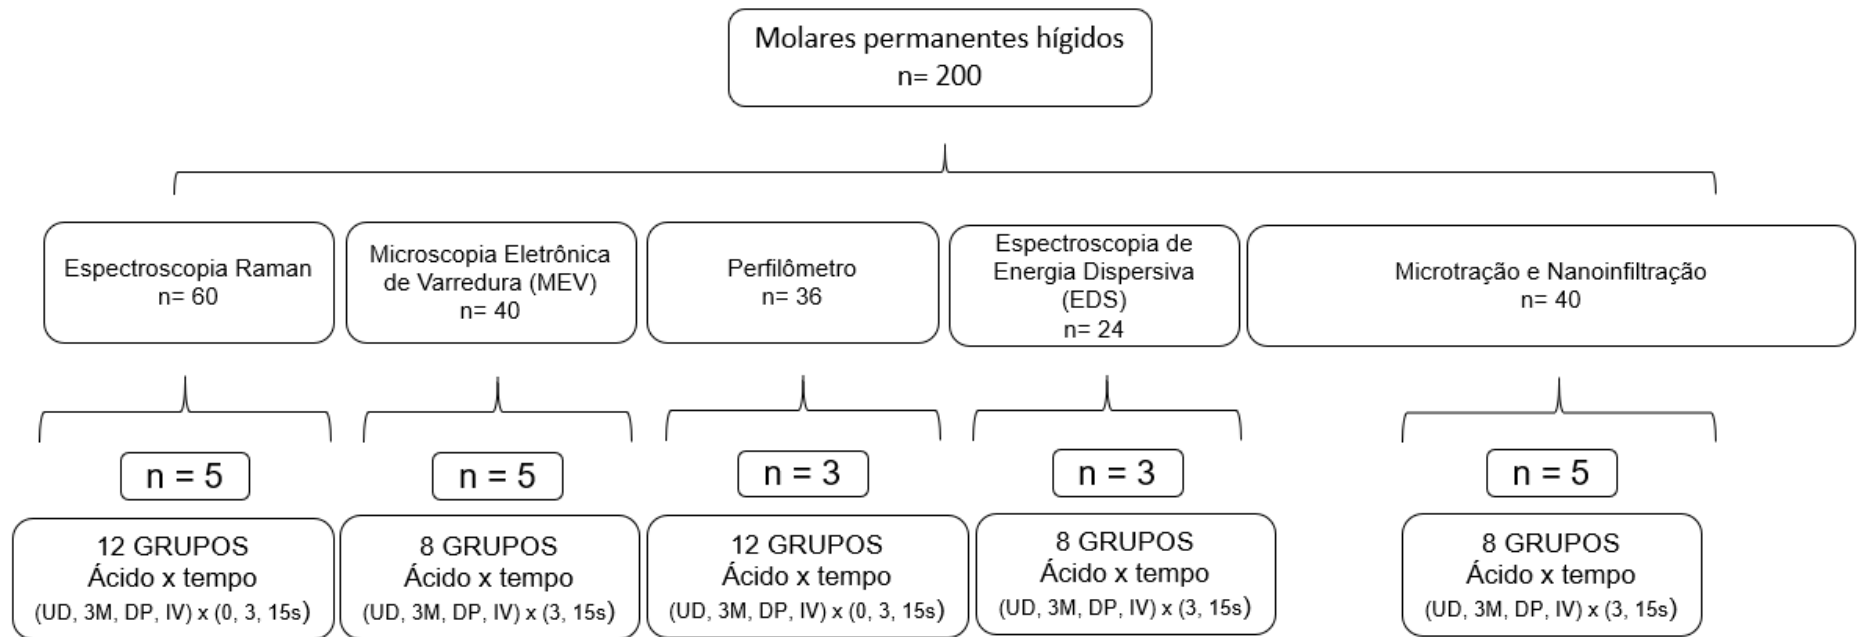 Molares permanentes hígidos
n= 200
Espectroscopia Raman
n= 60
Microscopia Eletrônica
de Varredura (MEV)
n= 40
Perfilômetro
n= 36
Espectroscopia de
Energia Dispersiva
(EDS)
n= 24
Microtração e Nanoinfiltração
n= 40
n = 5
n = 5
n = 3
n = 3
n = 5
12 GRUPOS
Ácido x tempo
(UD, 3M, DP, IV) x (0, 3, 15s)
8 GRUPOS
Ácido x tempo
(UD, 3M, DP, IV) x (3, 15s)
12 GRUPOS
Ácido x tempo
(UD, 3M, DP, IV) x (0, 3, 15s)
8 GRUPOS
Ácido x tempo
(UD, 3M, DP, IV) x (3, 15s)
8 GRUPOS
Ácido x tempo
(UD, 3M, DP, IV) x (3, 15s)